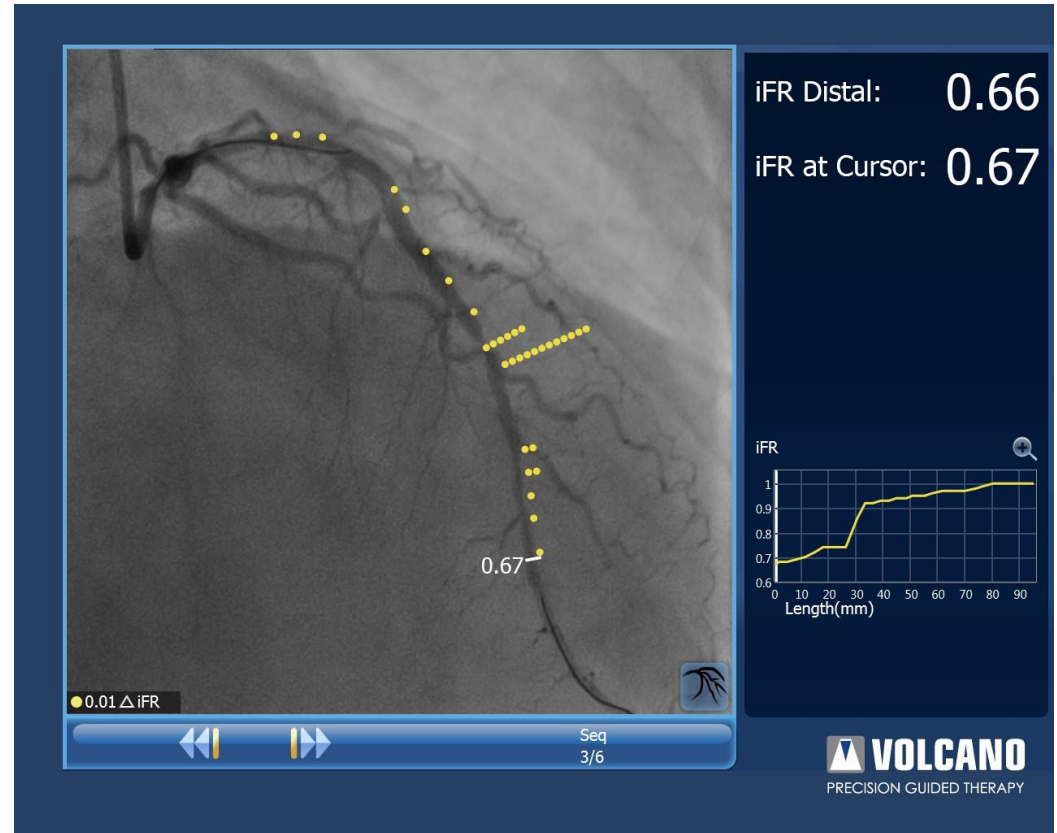 iFR Distal: 0.66
iFR at Cursor: 0.67
0.67
0.01 △ iFR
Seq
3/6
iFR
1
0.9
0.8
0.7
0.6
0 10 20 30 40 50 60 70 80 90
Length(mm)
VOLCANO
PRECISION GUIDED THERAPY